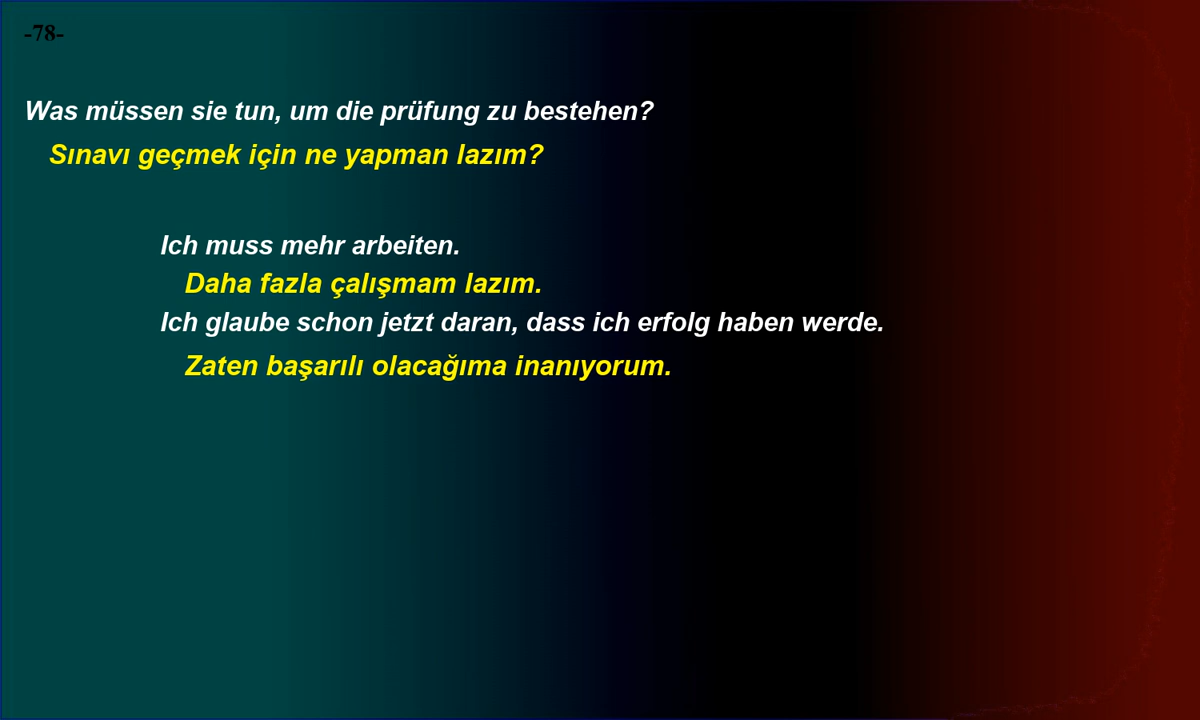 -78-
Was müssen sie tun, um die prüfung zu bestehen?
Sınavı geçmek için ne yapman lazım?
Ich muss mehr arbeiten.
Daha fazla çalışmam lazım.
Ich glaube schon jetzt daran, dass ich erfolg haben werde.
Zaten başarılı olacağıma inanıyorum.